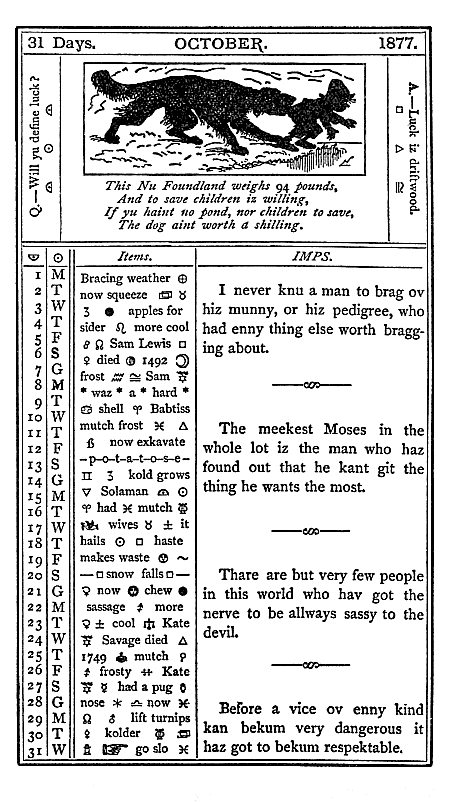 31 Days. OCTOBER. 1877.
Q.—Will yu define luck?
A.—Luck iz driftwood.
This Nu Foundland weighs 94 pounds,
And to save children iz willing,
If yu haint no pond, nor children to save,
The dog aint worth a shilling.
Items.
1 M Bracing weather ⊕
2 T now squeeze ♉
3 W ʒ ● apples for
4 T sider ♌ more cool
5 F ☊ Sam Lewis □
6 S ♀ died 1492 ☽
7 G frost ♒ ≌ Sam
8 M * waz * a * hard *
9 T ♋ shell ♈ Babtiss
10 W mutch frost ♓ △
11 T now exkavate
12 F —p-o-t-a-t-o-s-e-
13 S ♊ ʒ kold grows
14 G ▽ Solaman ⊙
15 M ♈ had ♓ mutch
16 T wives ♉ ± it
17 W hails ⊙ □ haste
18 T makes waste ~
19 F —□ snow falls □—
20 S ♀ now chew ●
21 G sassage more
22 M ♀ ± cool Kate
23 T Savage died △
24 W 1749 mutch ♀
25 T frosty Kate
26 F ☿ had a pug
27 S nose * ♎ now ♓
28 G ☊ ♂ lift turnips
29 M ♀ kolder
30 T ☞ go slo ♓
31 W
IMPS.
I never knu a man to brag ov
hiz munny, or hiz pedigree, who
had enny thing else worth bragg-
ing about.
The meekest Moses in the
whole lot iz the man who haz
found out that he kant git the
thing he wants the most.
Thare are but very few people
in this world who hav got the
nerve to be allways sassy to the
devil.
Before a vice ov enny kind
kan bekum very dangerous it
haz got to bekum respektable.